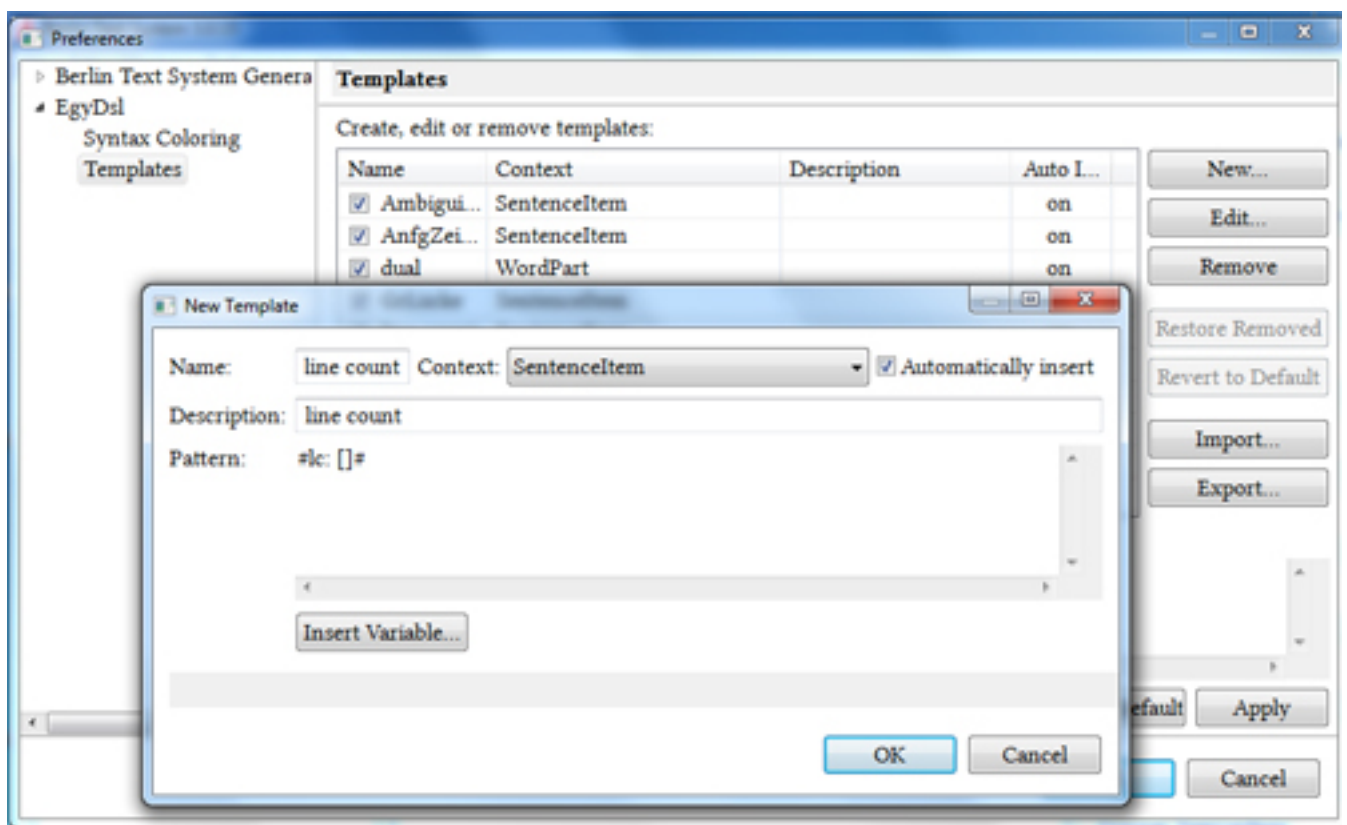 Preferences
Berlin Text System Genera
EgyDsl
Syntax Coloring
Templates
Templates
Create, edit or remove templates:
Name Context Description Auto I...
Ambigui... SentenceItem on
AnfgZei... SentenceItem on
dual WordPart on
New...
Edit...
Remove
Restore Removed
Revert to Default
Import...
Export...
New Template
Name: line count Context: SentenceItem Automatically insert
Description: line count
Pattern: #lc: []#
Insert Variable...
OK Cancel
efault Apply
Cancel